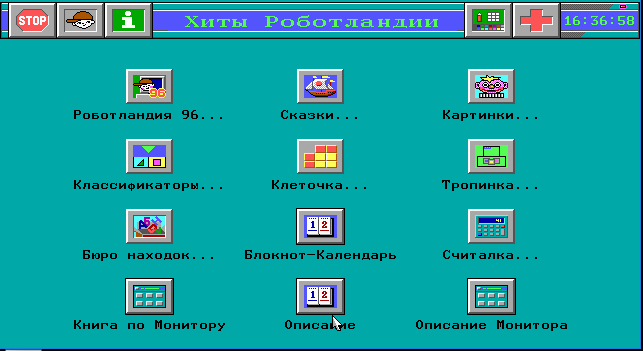 STOP i Хиты Роботландии 16:36:58
96
Роботландия 96... Сказки... Картинки...
Классификаторы... Клеточка... Тропинка...
1 2
Бюро находок... Блокнот-Календарь Считалка...
1 2
Книга по Монитору Описание Описание Монитора